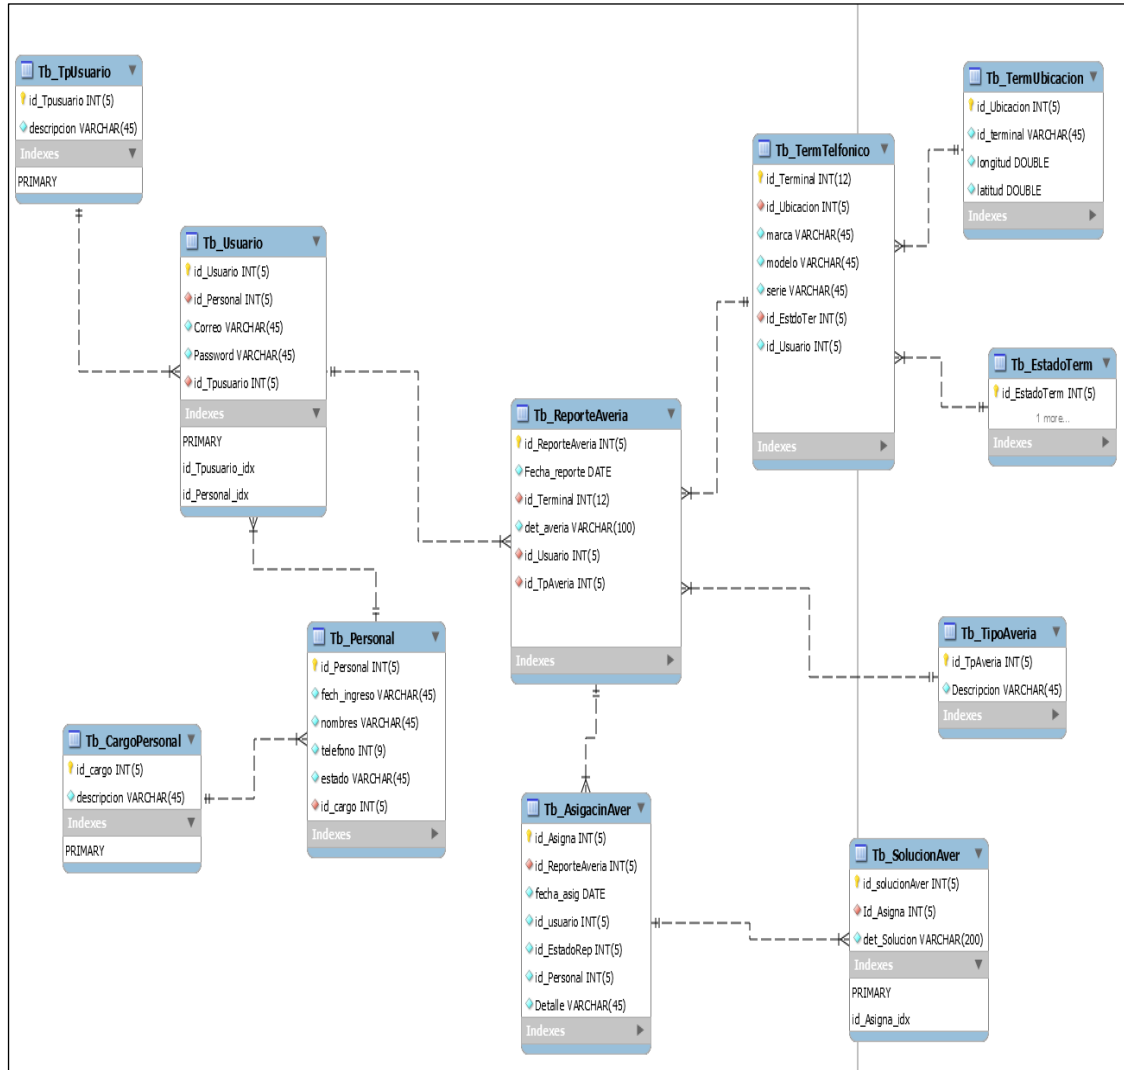 Tb_TpUsuario
id_Tpusuario INT(5)
descripcion VARCHAR(45)
Indexes
PRIMARY
Tb_Usuario
id_Usuario INT(5)
id_Personal INT(5)
Correo VARCHAR(45)
Password VARCHAR(45)
id_Tpusuario INT(5)
Indexes
PRIMARY
id_Tpusuario_idx
id_Personal_idx
Tb_Personal
id_Personal INT(5)
fech_ingreso VARCHAR(45)
nombres VARCHAR(45)
telefono INT(9)
estado VARCHAR(45)
id_cargo INT(5)
Indexes
Tb_CargoPersonal
id_cargo INT(5)
descripcion VARCHAR(45)
Indexes
PRIMARY
Tb_ReporteAveria
id_ReporteAveria INT(5)
Fecha_reporte DATE
id_Terminal INT(12)
det_averia VARCHAR(100)
id_Usuario INT(5)
id_TpAveria INT(5)
Indexes
Tb_AsigacinAver
id_Asigna INT(5)
id_ReporteAveria INT(5)
fecha_asig DATE
id_usuario INT(5)
id_EstadoRep INT(5)
id_Personal INT(5)
Detalle VARCHAR(45)
Indexes
Tb_TermTelfonico
id_Terminal INT(12)
id_Ubicacion INT(5)
marca VARCHAR(45)
modelo VARCHAR(45)
serie VARCHAR(45)
id_EstdoTer INT(5)
id_Usuario INT(5)
Indexes
Tb_TermUbicacion
id_Ubicacion INT(5)
id_terminal VARCHAR(45)
longitud DOUBLE
latitud DOUBLE
Indexes
Tb_EstadoTerm
id_EstadoTerm INT(5)
1 more...
Indexes
Tb_TipoAveria
id_TpAveria INT(5)
Descripcion VARCHAR(45)
Indexes
Tb_SolucionAver
id_solucionAver INT(5)
Id_Asigna INT(5)
det_Solucion VARCHAR(200)
Indexes
PRIMARY
id_Asigna_idx